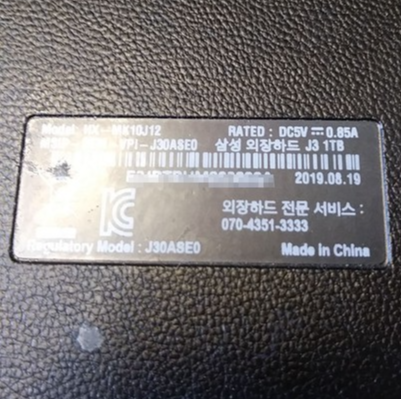 Model. HX-MK10J12 RATED : DC5V ⎓ 0.85A
J30ASE0 삼성 외장하드 J3 1TB
2019.08.19
외장하드 전문 서비스 :
070-4351-3333
Regulatory Model : J30ASE0 Made in China